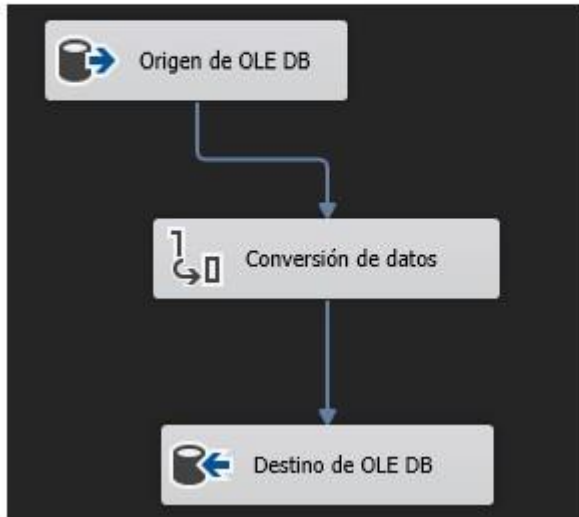 Origen de OLE DB
Conversión de datos
Destino de OLE DB